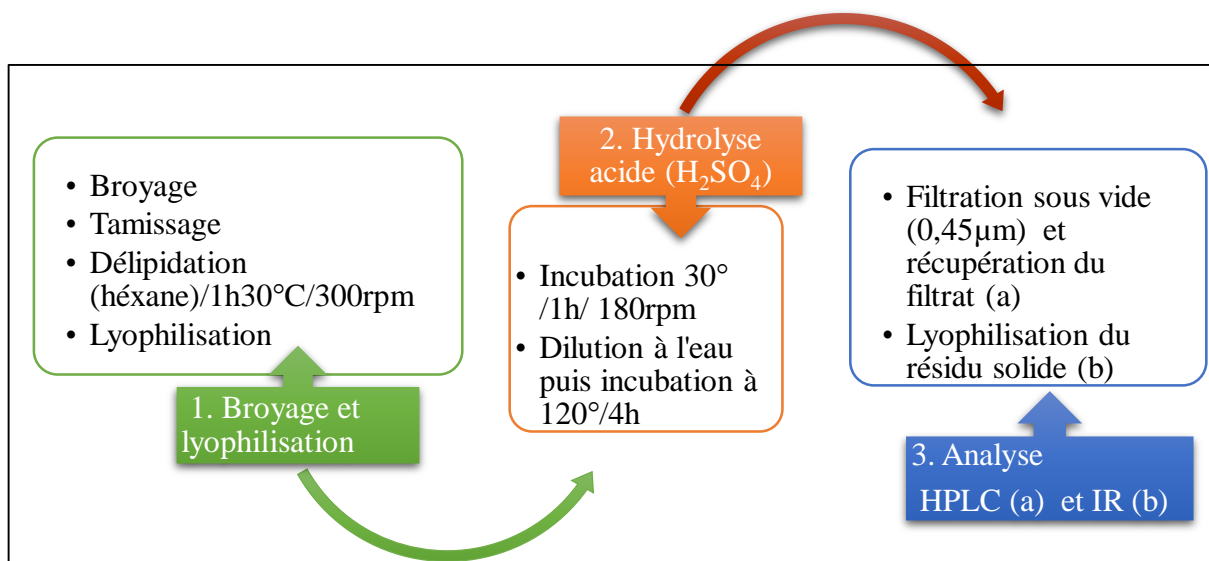 • Broyage
• Tamissage
• Délipidation
(héxane)/1h30°C/300rpm
• Lyophilisation
1. Broyage et
lyophilisation
2. Hydrolyse
acide (H₂SO₄)
• Incubation 30°
/1h/ 180rpm
• Dilution à l'eau
puis incubation à
120°/4h
• Filtration sous vide
(0,45µm) et
récupération du
filtrat (a)
• Lyophilisation du
résidu solide (b)
3. Analyse
HPLC (a) et IR (b)